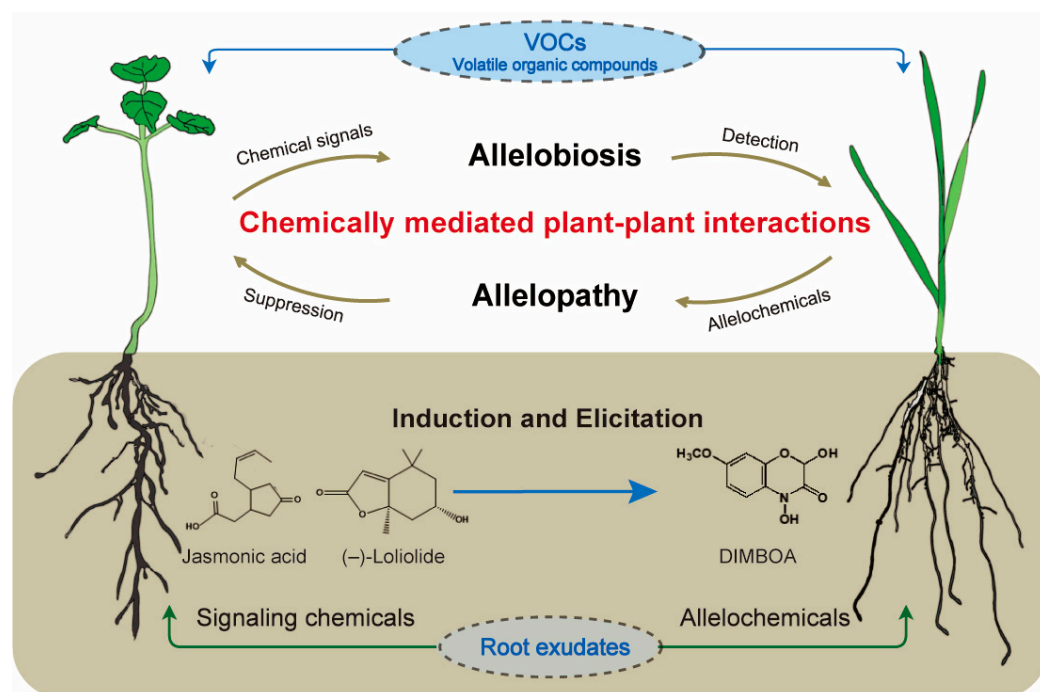 VOCs
Volatile organic compounds
Chemical signals
Allelobiosis
Detection
Chemically mediated plant-plant interactions
Suppression
Allelopathy
Allelochemicals
Induction and Elicitation
O
HO
O
O
O
OH
H₃CO
O
OH
N
O
OH
Jasmonic acid
(−)-Loliolide
DIMBOA
Signaling chemicals
Allelochemicals
Root exudates